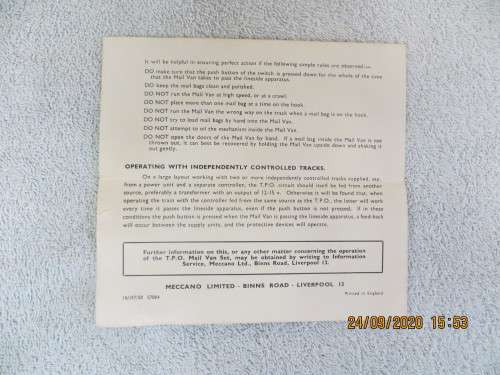 It will be helpful in ensuring perfect action if the following simple rules are observed:—
DO make sure that the push button of the switch is pressed down for the whole of the time
that the Mail Van takes to pass the lineside apparatus.
DO keep the mail bags clean and polished.
DO NOT run the Mail Van at high speed, or at a crawl.
DO NOT place more than one mail bag at a time on the hook.
DO NOT run the Mail Van the wrong way on the track when a mail bag is on the hook.
DO NOT try to load mail bags by hand into the Mail Van.
DO NOT attempt to oil the mechanism inside the Mail Van.
DO NOT open the doors of the Mail Van by hand. If a mail bag inside the Mail Van is not
thrown out, it can best be recovered by holding the Mail Van upside down and shaking it
out gently.
OPERATING WITH INDEPENDENTLY CONTROLLED TRACKS.
On a large layout working with two or more independently controlled tracks supplied, say,
from a power unit and a separate controller, the T.P.O. circuit should itself be fed from another
source, preferably a transformer with an output of 12-15 v. Otherwise it will be found that, when
operating the train with the controller fed from the same source as the T.P.O., the latter will work
every time it passes the lineside apparatus, even if the push button is not pressed. If in these
conditions the push button is pressed when the Mail Van is passing the lineside apparatus, a feed-back
will occur between the supply units, and the protective devices will operate.
Further information on this, or any other matter concerning the operation
of the T.P.O. Mail Van Set, may be obtained by writing to Information
Service, Meccano Ltd., Binns Road, Liverpool 13.
MECCANO LIMITED - BINNS ROAD - LIVERPOOL 13
Printed in England
24/09/2020 15:53